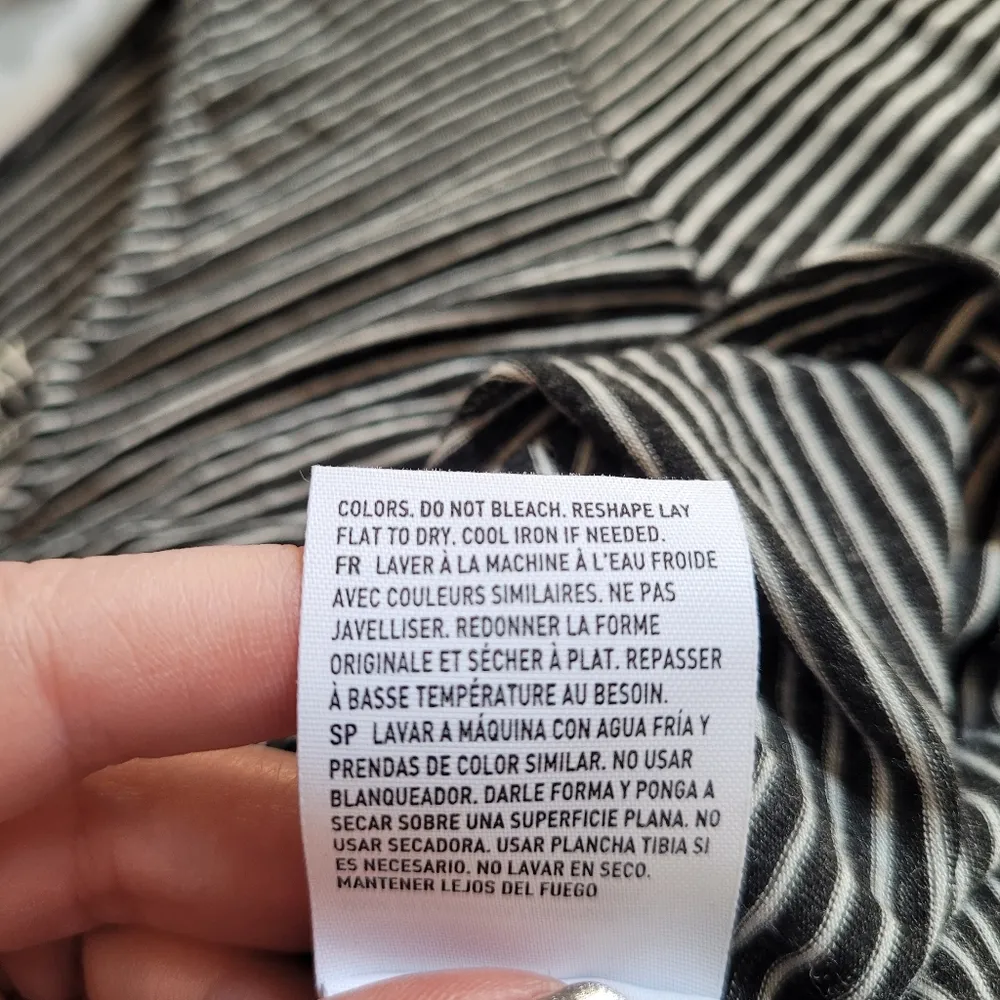 COLORS. DO NOT BLEACH. RESHAPE LAY
FLAT TO DRY. COOL IRON IF NEEDED.
FR LAVER À LA MACHINE À L'EAU FROIDE
AVEC COULEURS SIMILAIRES. NE PAS
JAVELLISER. REDONNER LA FORME
ORIGINALE ET SÉCHER À PLAT. REPASSER
À BASSE TEMPÉRATURE AU BESOIN.
SP LAVAR A MÁQUINA CON AGUA FRÍA Y
PRENDAS DE COLOR SIMILAR. NO USAR
BLANQUEADOR. DARLE FORMA Y PONGA A
SECAR SOBRE UNA SUPERFICIE PLANA. NO
USAR SECADORA. USAR PLANCHA TIBIA SI
ES NECESARIO. NO LAVAR EN SECO.
MANTENER LEJOS DEL FUEGO